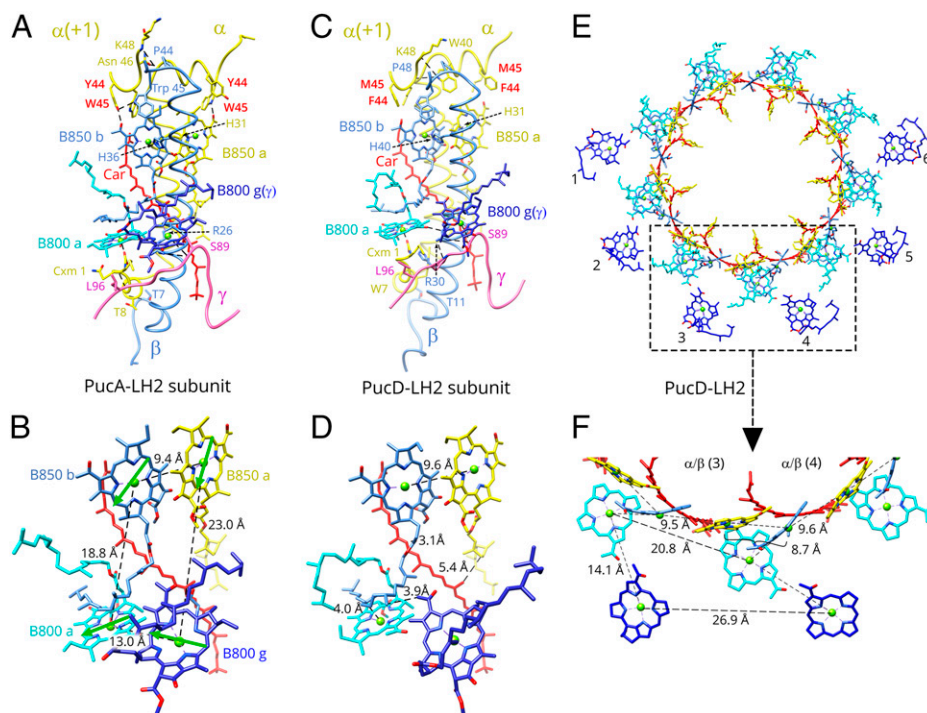 A
α(+1)
α
K48
P44
Asn 46
Trp 45
Y44
Y44
W45
W45
H31
B850 b
B850 a
H36
Car
B800 g(γ)
R26
B800 a
S89
Cxm 1
L96
T7
γ
T8
β
PucA-LH2 subunit
C
α(+1)
α
K48
W40
P48
M45
M45
F44
F44
H31
B850 b
B850 a
H40
Car
B800 g(γ)
B800 a
S89
Cxm 1
L96
R30
W7
T11
γ
β
PucD-LH2 subunit
E
1
6
2
5
3
4
PucD-LH2
B
9.4 Å
B850 b
B850 a
23.0 Å
18.8 Å
B800 a
13.0 Å
B800 g
D
9.6 Å
3.1Å
5.4 Å
3.9Å
4.0 Å
F
α/β (3)
α/β (4)
9.5 Å
9.6 Å
20.8 Å
8.7 Å
14.1 Å
26.9 Å